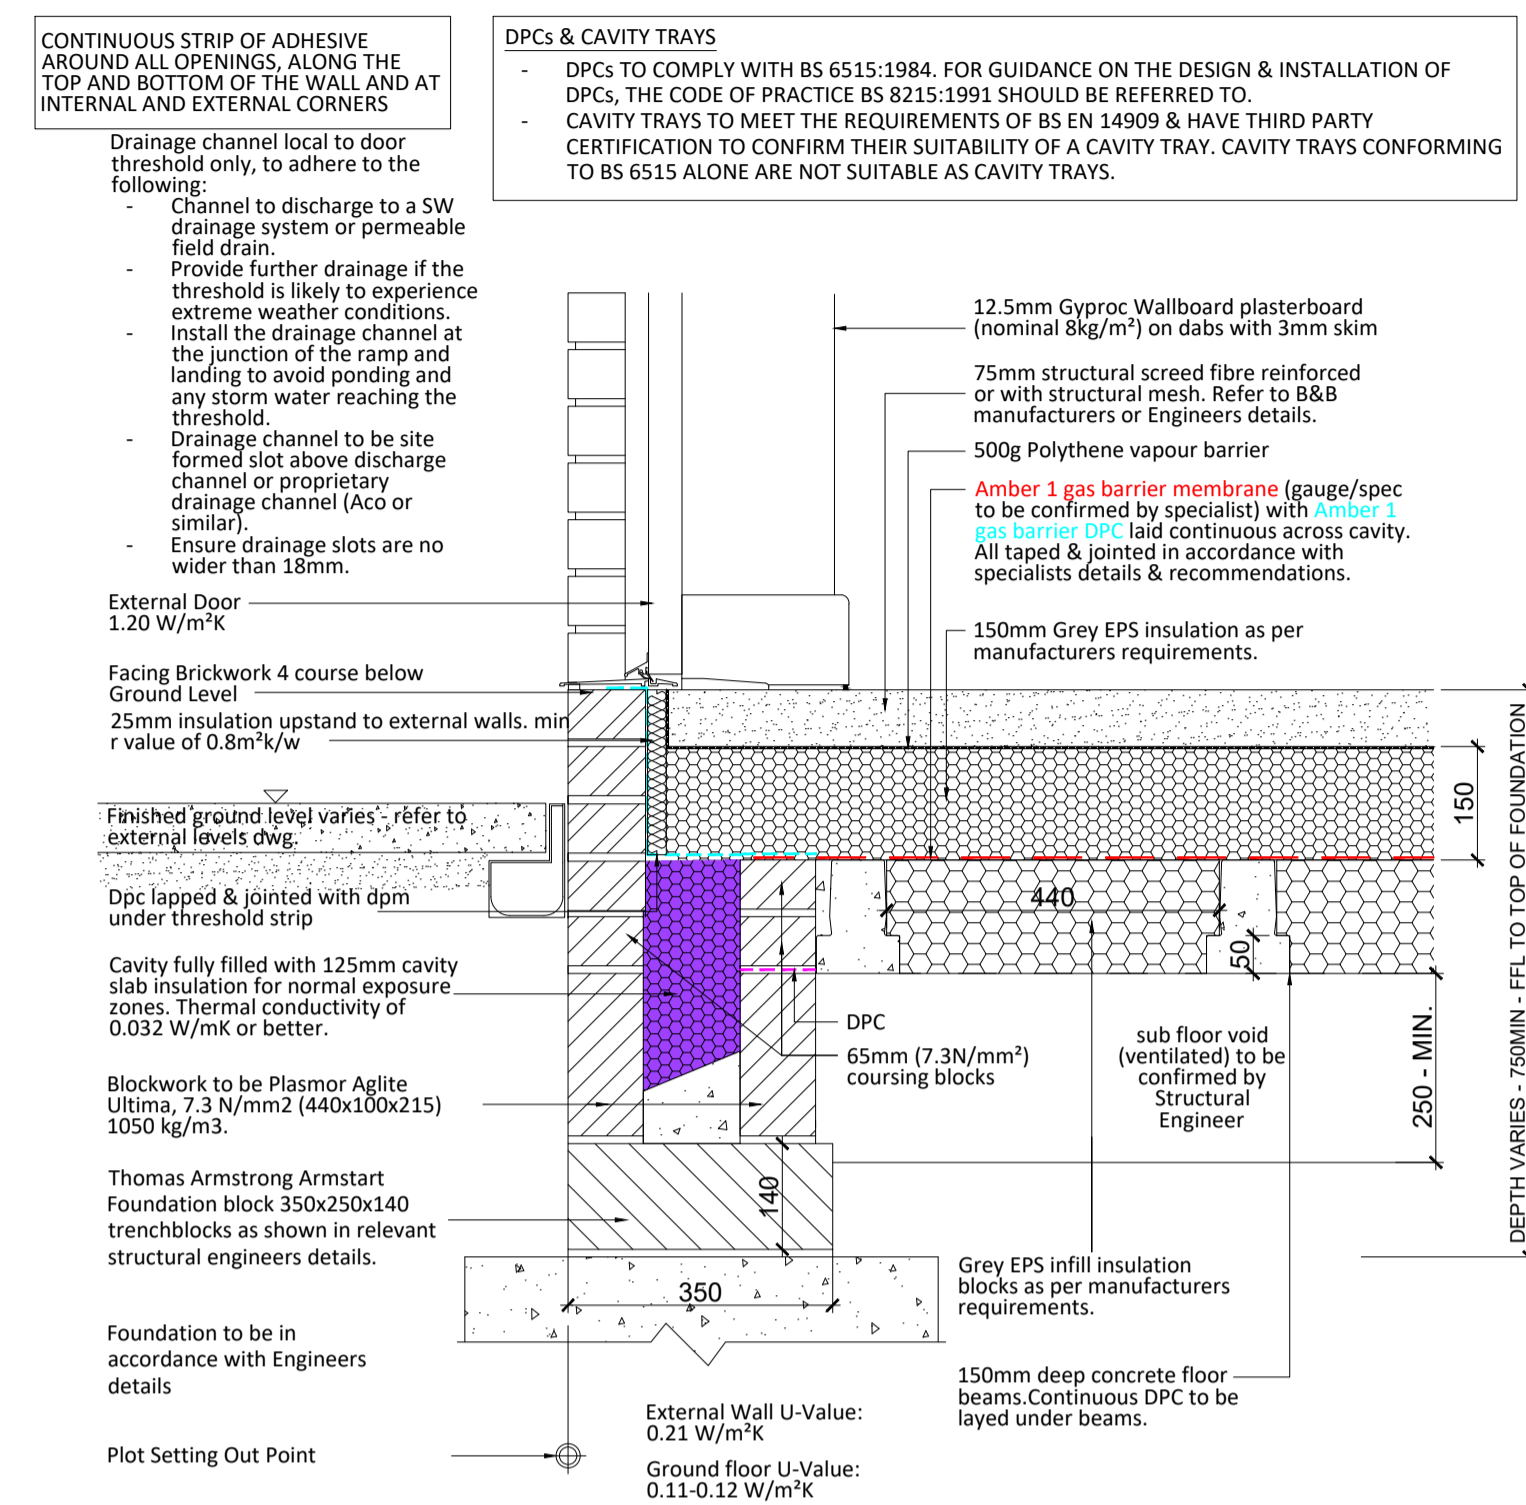 CONTINUOUS STRIP OF ADHESIVE
AROUND ALL OPENINGS, ALONG THE
TOP AND BOTTOM OF THE WALL AND AT
INTERNAL AND EXTERNAL CORNERS
DPCs & CAVITY TRAYS
- DPCs TO COMPLY WITH BS 6515:1984. FOR GUIDANCE ON THE DESIGN & INSTALLATION OF
DPCs, THE CODE OF PRACTICE BS 8215:1991 SHOULD BE REFERRED TO.
- CAVITY TRAYS TO MEET THE REQUIREMENTS OF BS EN 14909 & HAVE THIRD PARTY
CERTIFICATION TO CONFIRM THEIR SUITABILITY OF A CAVITY TRAY. CAVITY TRAYS CONFORMING
TO BS 6515 ALONE ARE NOT SUITABLE AS CAVITY TRAYS.
Drainage channel local to door
threshold only, to adhere to the
following:
- Channel to discharge to a SW
drainage system or permeable
field drain.
- Provide further drainage if the
threshold is likely to experience
extreme weather conditions.
- Install the drainage channel at
the junction of the ramp and
landing to avoid ponding and
any storm water reaching the
threshold.
- Drainage channel to be site
formed slot above discharge
channel or proprietary
drainage channel (Aco or
similar).
- Ensure drainage slots are no
wider than 18mm.
External Door
1.20 W/m²K
Facing Brickwork 4 course below
Ground Level
25mm insulation upstand to external walls. min
r value of 0.8m²k/w
Finished ground level varies - refer to
external levels dwg.
Dpc lapped & jointed with dpm
under threshold strip
Cavity fully filled with 125mm cavity
slab insulation for normal exposure
zones. Thermal conductivity of
0.032 W/mK or better.
Blockwork to be Plasmor Aglite
Ultima, 7.3 N/mm2 (440x100x215)
1050 kg/m3.
Thomas Armstrong Armstart
Foundation block 350x250x140
trenchblocks as shown in relevant
structural engineers details.
Foundation to be in
accordance with Engineers
details
Plot Setting Out Point
12.5mm Gyproc Wallboard plasterboard
(nominal 8kg/m²) on dabs with 3mm skim
75mm structural screed fibre reinforced
or with structural mesh. Refer to B&B
manufacturers or Engineers details.
500g Polythene vapour barrier
Amber 1 gas barrier membrane (gauge/spec
to be confirmed by specialist) with Amber 1
gas barrier DPC laid continuous across cavity.
All taped & jointed in accordance with
specialists details & recommendations.
150mm Grey EPS insulation as per
manufacturers requirements.
150
440
50
DPC
65mm (7.3N/mm²)
coursing blocks
sub floor void
(ventilated) to be
confirmed by
Structural
Engineer
250 - MIN.
DEPTH VARIES - 750MIN - FFL TO TOP OF FOUNDATION
140
350
Grey EPS infill insulation
blocks as per manufacturers
requirements.
150mm deep concrete floor
beams.Continuous DPC to be
layed under beams.
External Wall U-Value:
0.21 W/m²K
Ground floor U-Value:
0.11-0.12 W/m²K